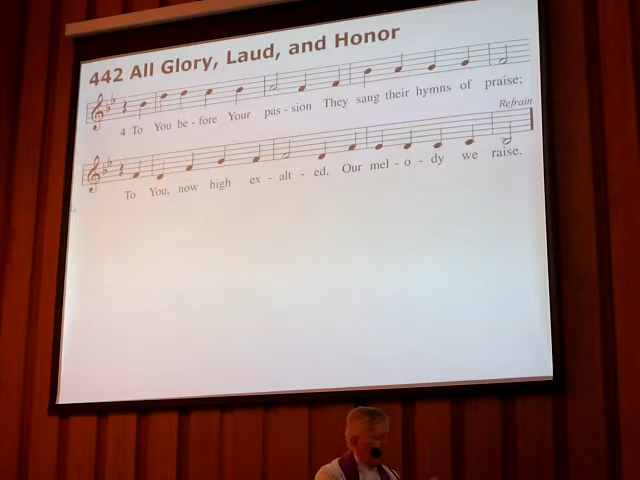 442 All Glory, Laud, and Honor
4 To You be - fore Your pas - sion They sang their hymns of praise;
Refrain
To You, now high ex - alt - ed, Our mel - o - dy we raise.